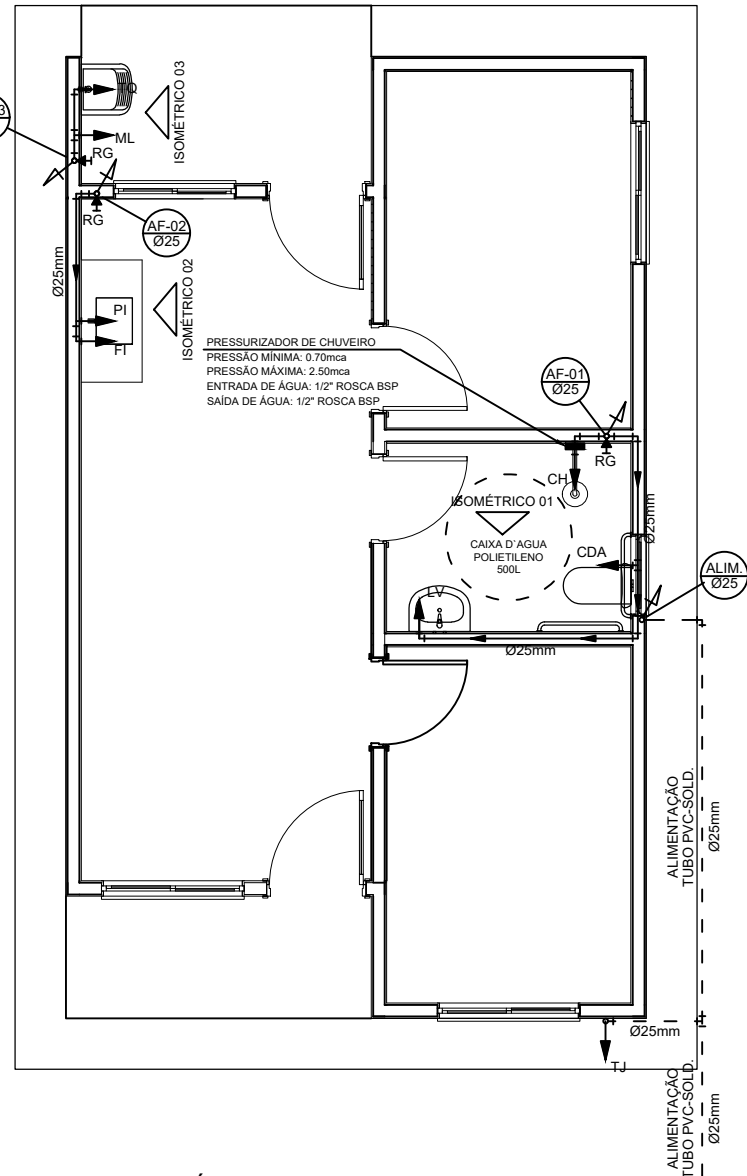 TQ
ISOMÉTRICO 03
3
ML
RG
RG
AF-02
Ø25
Ø25mm
ISOMÉTRICO 02
PI
FI
PRESSURIZADOR DE CHUVEIRO
PRESSÃO MÍNIMA: 0.70mca
PRESSÃO MÁXIMA: 2.50mca
ENTRADA DE ÁGUA: 1/2" ROSCA BSP
SAÍDA DE ÁGUA: 1/2" ROSCA BSP
AF-01
Ø25
RG
CH
ISOMÉTRICO 01
Ø25mm
CAIXA D`AGUA
POLIETILENO
500L
CDA
ALIM.
Ø25
LV
Ø25mm
ALIMENTAÇÃO
TUBO PVC-SOLD.
Ø25mm
Ø25mm
TJ
ALIMENTAÇÃO
TUBO PVC-SOLD.
Ø25mm